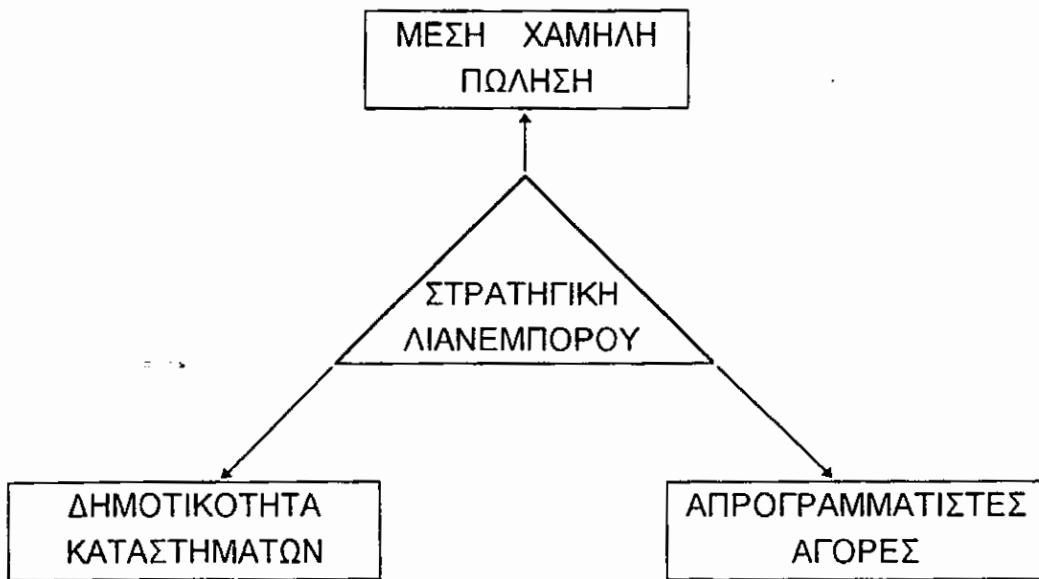 ΜΕΣΗ ΧΑΜΗΛΗ
ΠΩΛΗΣΗ
ΣΤΡΑΤΗΓΙΚΗ
ΛΙΑΝΕΜΠΟΡΟΥ
ΔΗΜΟΤΙΚΟΤΗΤΑ
ΚΑΤΑΣΤΗΜΑΤΩΝ
ΑΠΡΟΓΡΑΜΜΑΤΙΣΤΕΣ
ΑΓΟΡΕΣ